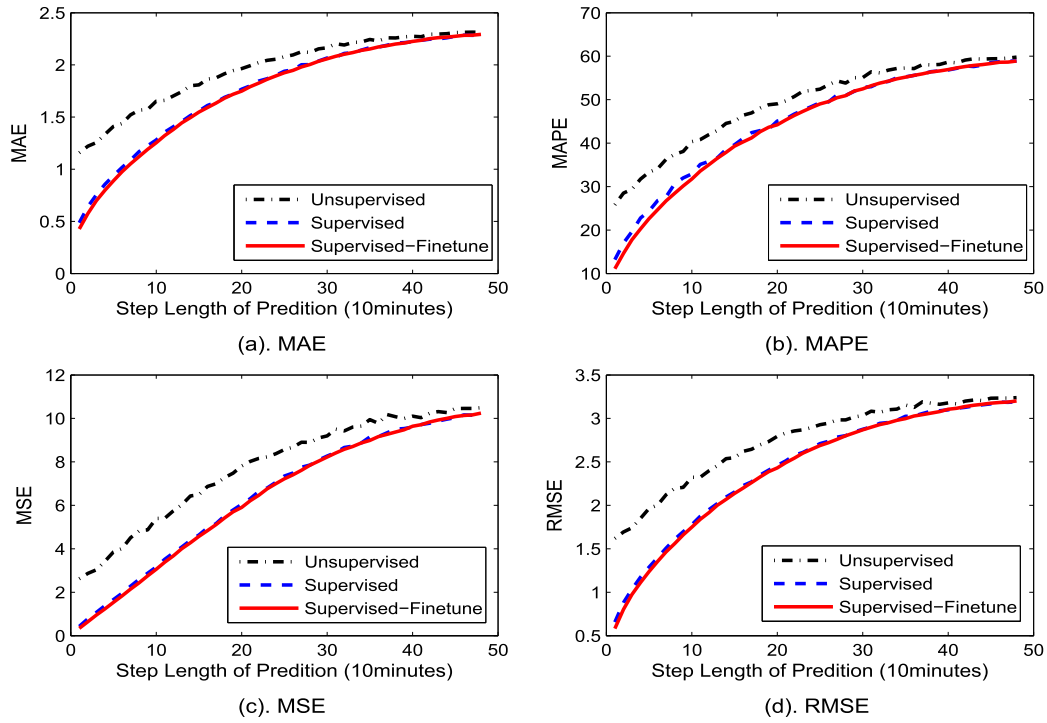 2.5
2
1.5
1
0.5
0
MAE
Unsupervised
Supervised
Supervised-Finetune
0 10 20 30 40 50
Step Length of Predition (10minutes)
(a). MAE
70
60
50
40
30
20
10
MAPE
Unsupervised
Supervised
Supervised-Finetune
0 10 20 30 40 50
Step Length of Predition (10minutes)
(b). MAPE
12
10
8
6
4
2
0
MSE
Unsupervised
Supervised
Supervised-Finetune
0 10 20 30 40 50
Step Length of Predition (10minutes)
(c). MSE
3.5
3
2.5
2
1.5
1
0.5
RMSE
Unsupervised
Supervised
Supervised-Finetune
0 10 20 30 40 50
Step Length of Predition (10minutes)
(d). RMSE